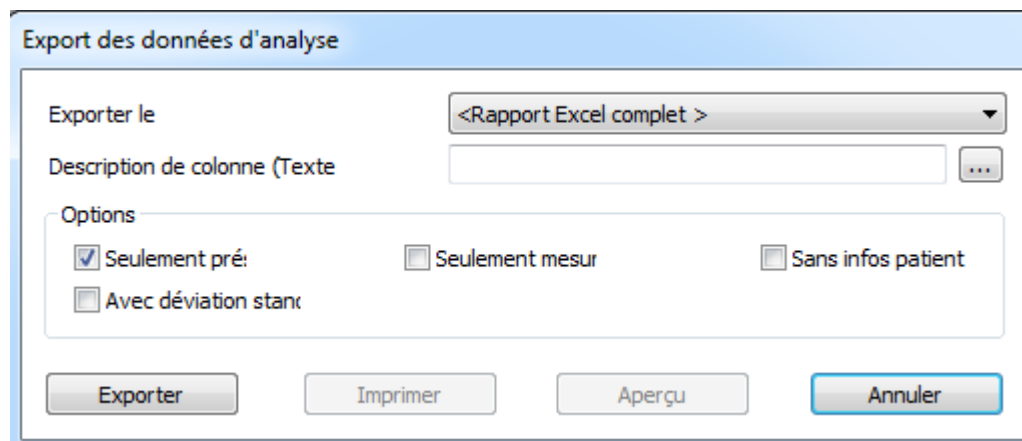 Export des données d'analyse
Exporter le
<Rapport Excel complet >
Description de colonne (Texte
...
Options
Seulement pré:
Seulement mesur
Sans infos patient
Avec déviation stand
Exporter
Imprimer
Aperçu
Annuler